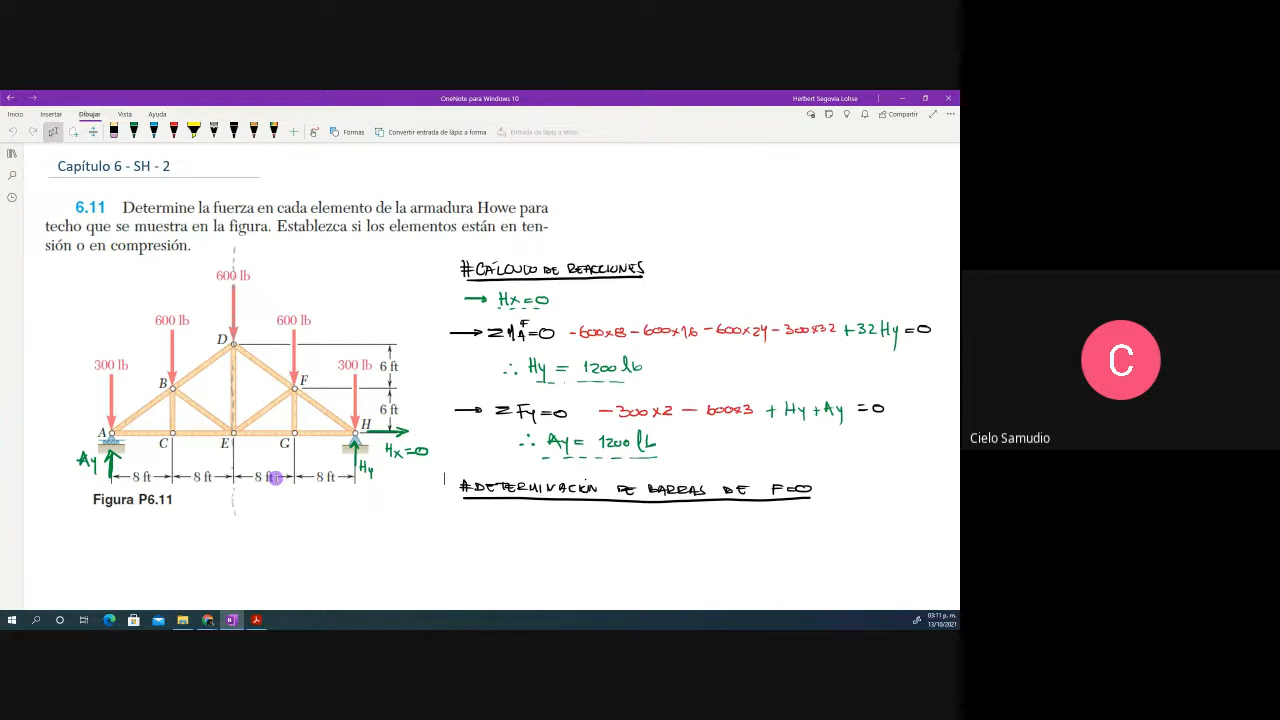 OneNote para Windows 10
Herbert Segovia Lohse
Inicio Insertar Dibujar Vista Ayuda
Compartir
Formas Convertir entrada de lápiz a forma Entrada de lápiz a texto
Capítulo 6 - SH - 2
6.11 Determine la fuerza en cada elemento de la armadura Howe para
techo que se muestra en la figura. Establezca si los elementos están en ten-
sión o en compresión.
600 lb
600 lb
600 lb
300 lb
300 lb
D
B
F
A
H
C
E
G
6 ft
6 ft
Ay
Hy
Hx=0
8 ft
8 ft
8 ft
8 ft
Figura P6.11
#CÁLCULO DE REACCIONES
→ Hx=0
→ ΣM_A^F=0 -600x8 -600x16 -600x24 -300x32 +32Hy=0
∴ Hy = 1200 lb
→ ΣFy=0 -300x2 - 600x3 + Hy + Ay =0
∴ Ay= 1200 lb
#DETERMINACIÓN DE BARRAS DE F=0
C
Cielo Samudio
03:11 p. m.
13/10/2021